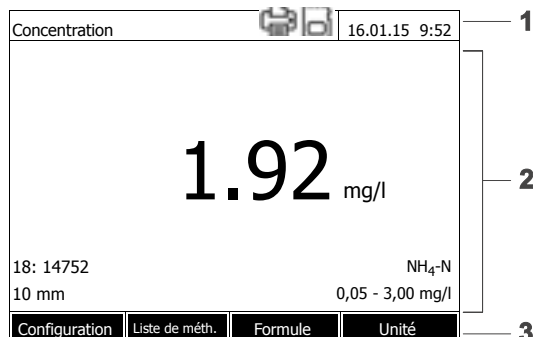 Concentration 16.01.15 9:52 1
1.92 mg/l 2
18: 14752 NH₄-N
10 mm 0,05 - 3,00 mg/l
Configuration Liste de méth. Formule Unité 3